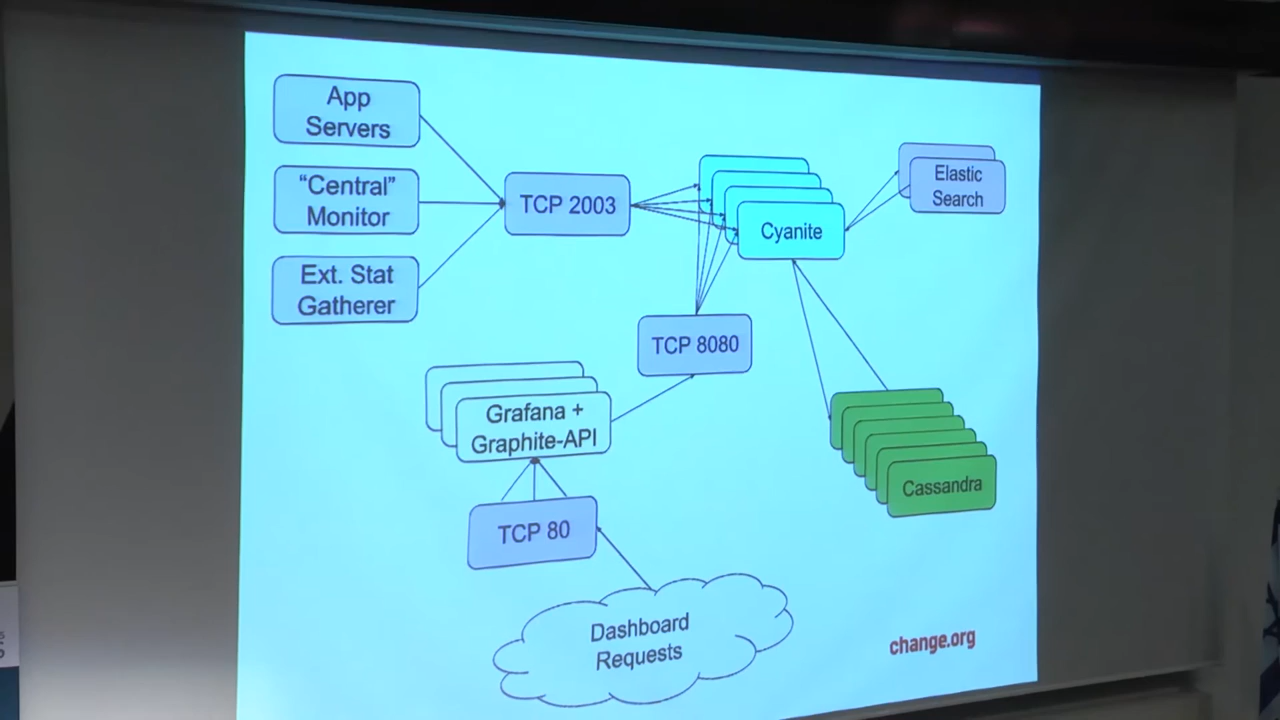 App
Servers
"Central"
Monitor
Ext. Stat
Gatherer
TCP 2003
Cyanite
Elastic
Search
TCP 8080
Grafana +
Graphite-API
Cassandra
TCP 80
Dashboard
Requests
change.org